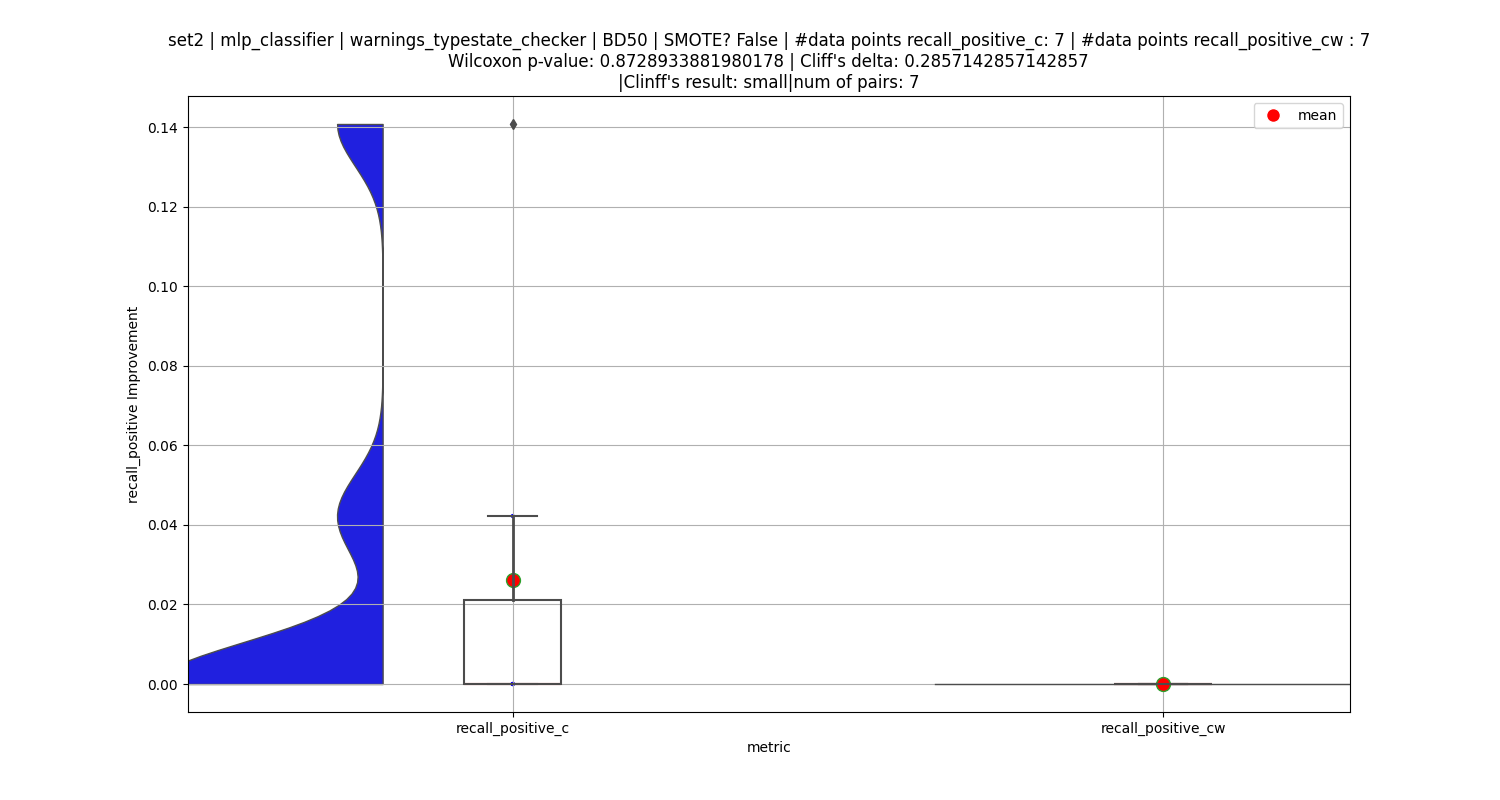 set2 | mlp_classifier | warnings_typestate_checker | BD50 | SMOTE? False | #data points recall_positive_c: 7 | #data points recall_positive_cw : 7
Wilcoxon p-value: 0.8728933881980178 | Cliff's delta: 0.2857142857142857
|Clinff's result: small|num of pairs: 7
mean
0.14
0.12
0.10
0.08
0.06
0.04
0.02
0.00
recall_positive Improvement
recall_positive_c
recall_positive_cw
metric